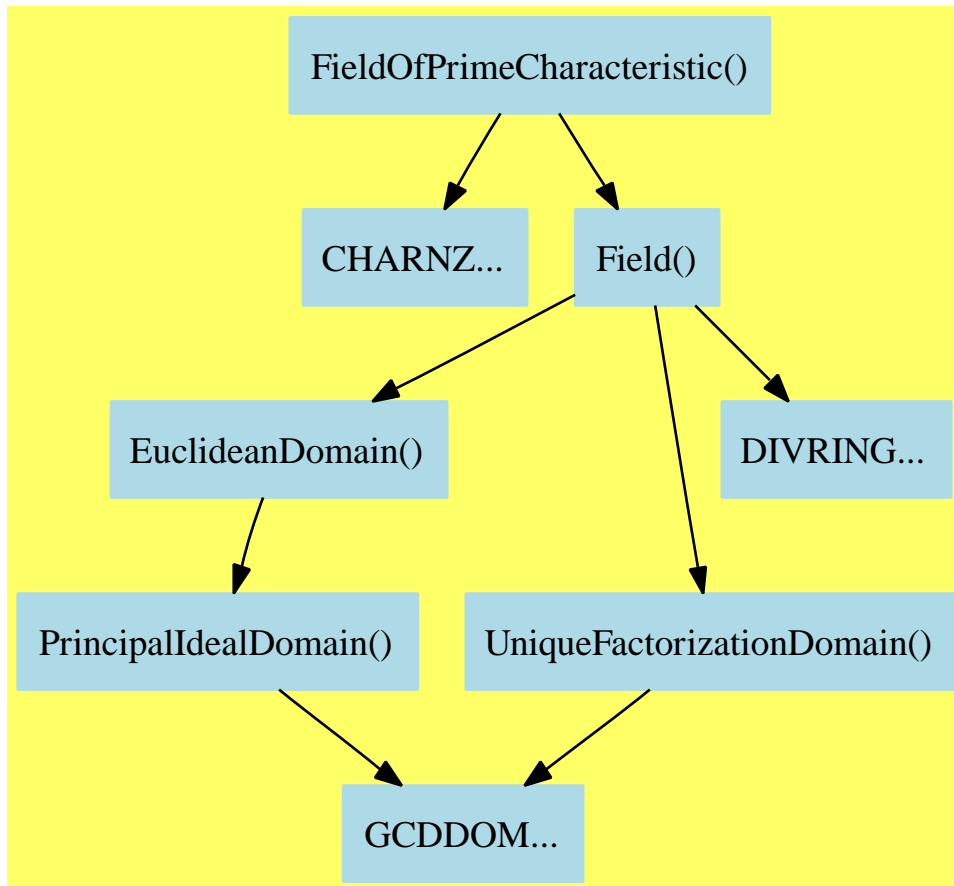 FieldOfPrimeCharacteristic()
CHARNZ...
Field()
EuclideanDomain()
DIVRING...
PrincipalIdealDomain()
UniqueFactorizationDomain()
GCDDOM...